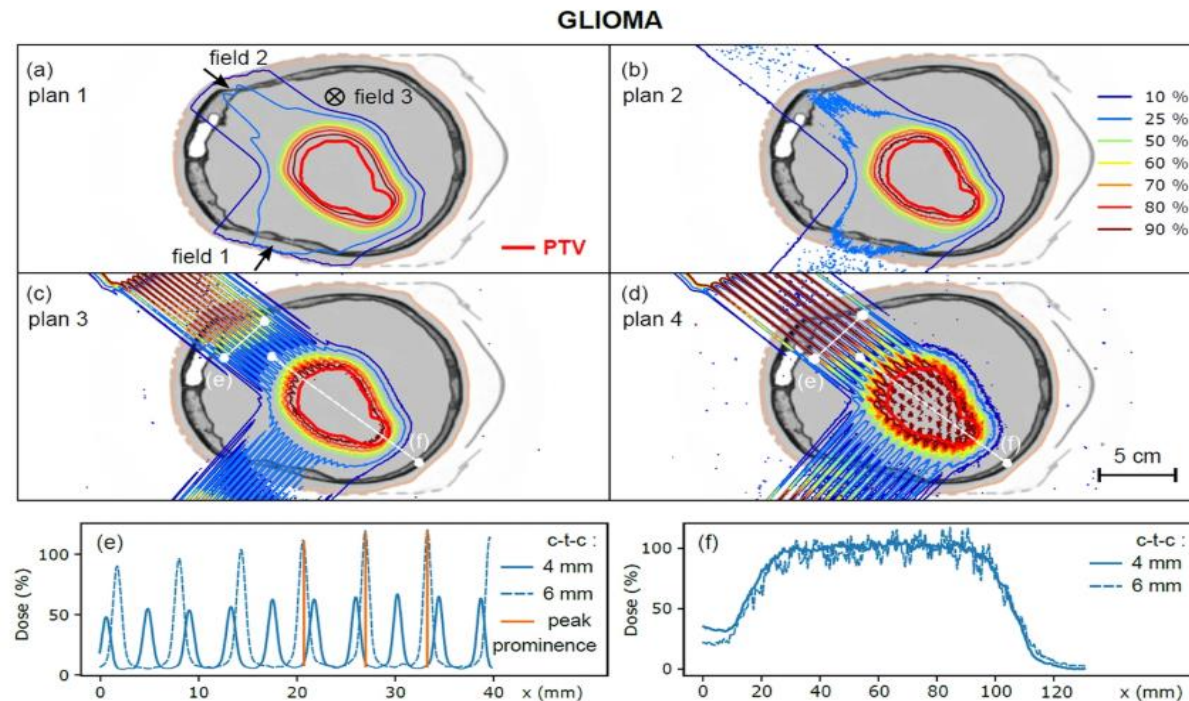 GLIOMA
(a)
plan 1
field 2
field 3
field 1
PTV
(b)
plan 2
10 %
25 %
50 %
60 %
70 %
80 %
90 %
(c)
plan 3
(e)
(f)
(d)
plan 4
(e)
(f)
5 cm
(e)
c-t-c :
4 mm
6 mm
peak
prominence
Dose (%)
100
50
0
0
10
20
30
40
x (mm)
(f)
c-t-c :
4 mm
6 mm
Dose (%)
100
50
0
0
20
40
60
80
100
120
x (mm)